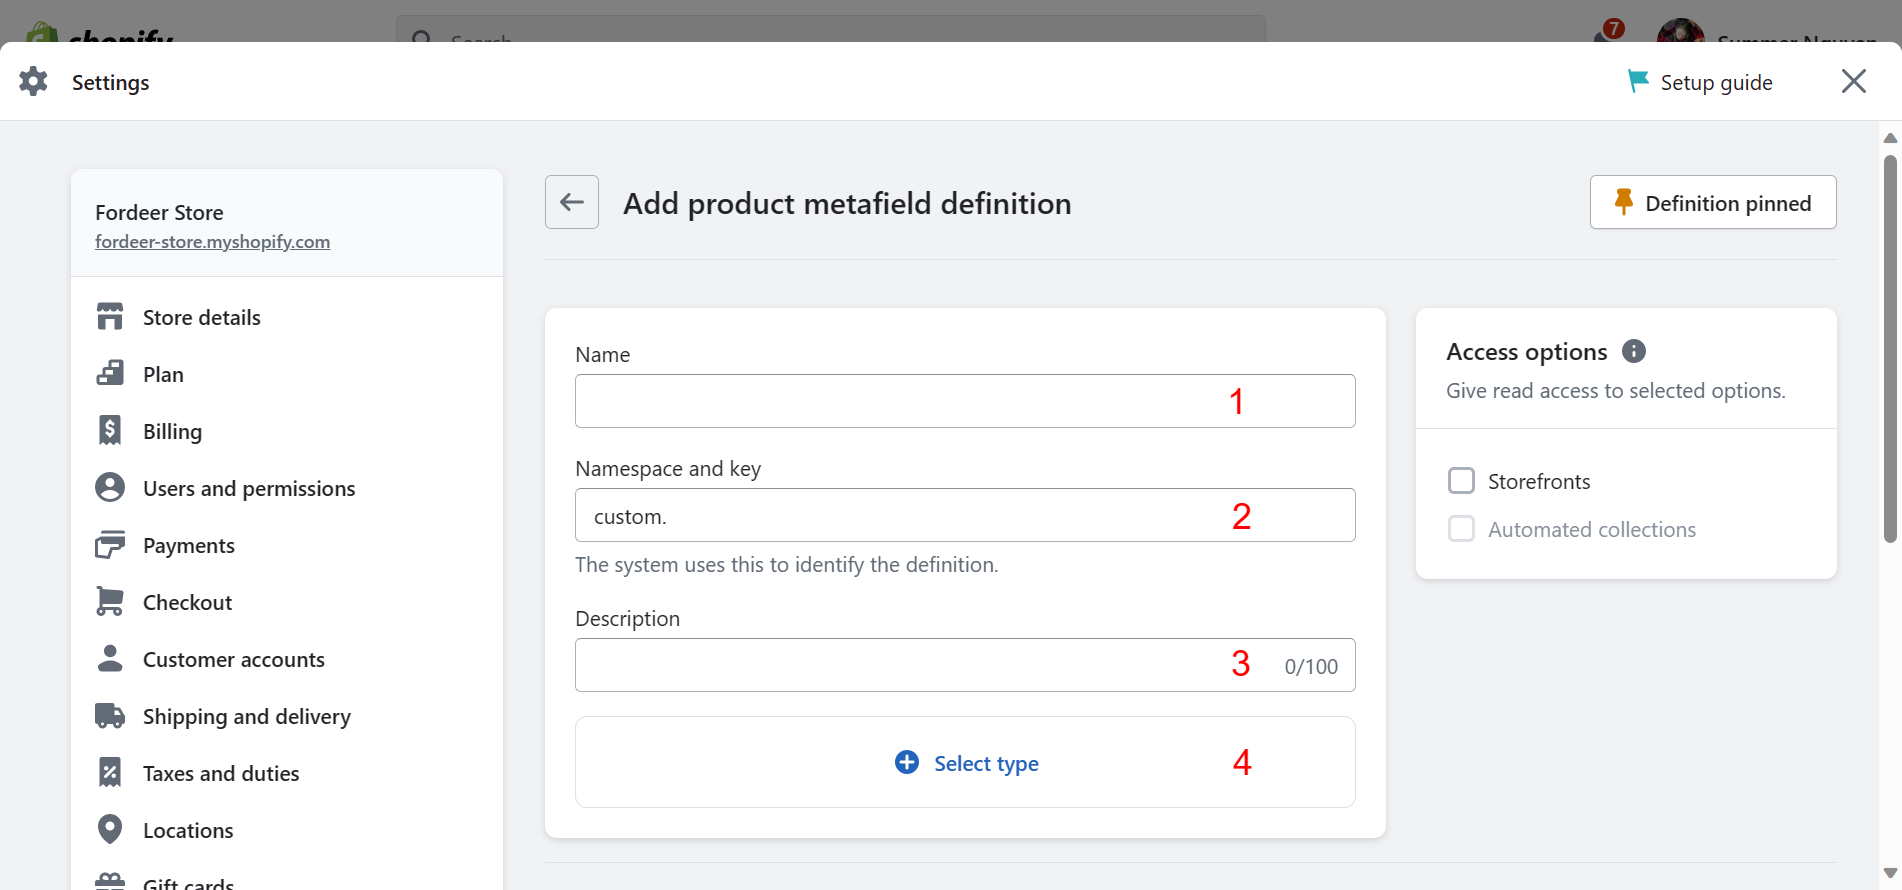 shopify
Search
7
Summer Nguyen
Settings
Setup guide
Fordeer Store
fordeer-store.myshopify.com
Store details
Plan
Billing
Users and permissions
Payments
Checkout
Customer accounts
Shipping and delivery
Taxes and duties
Locations
Gift cards
Add product metafield definition
Definition pinned
Name
1
Namespace and key
custom.
2
The system uses this to identify the definition.
Description
3
0/100
Select type
4
Access options
Give read access to selected options.
Storefronts
Automated collections